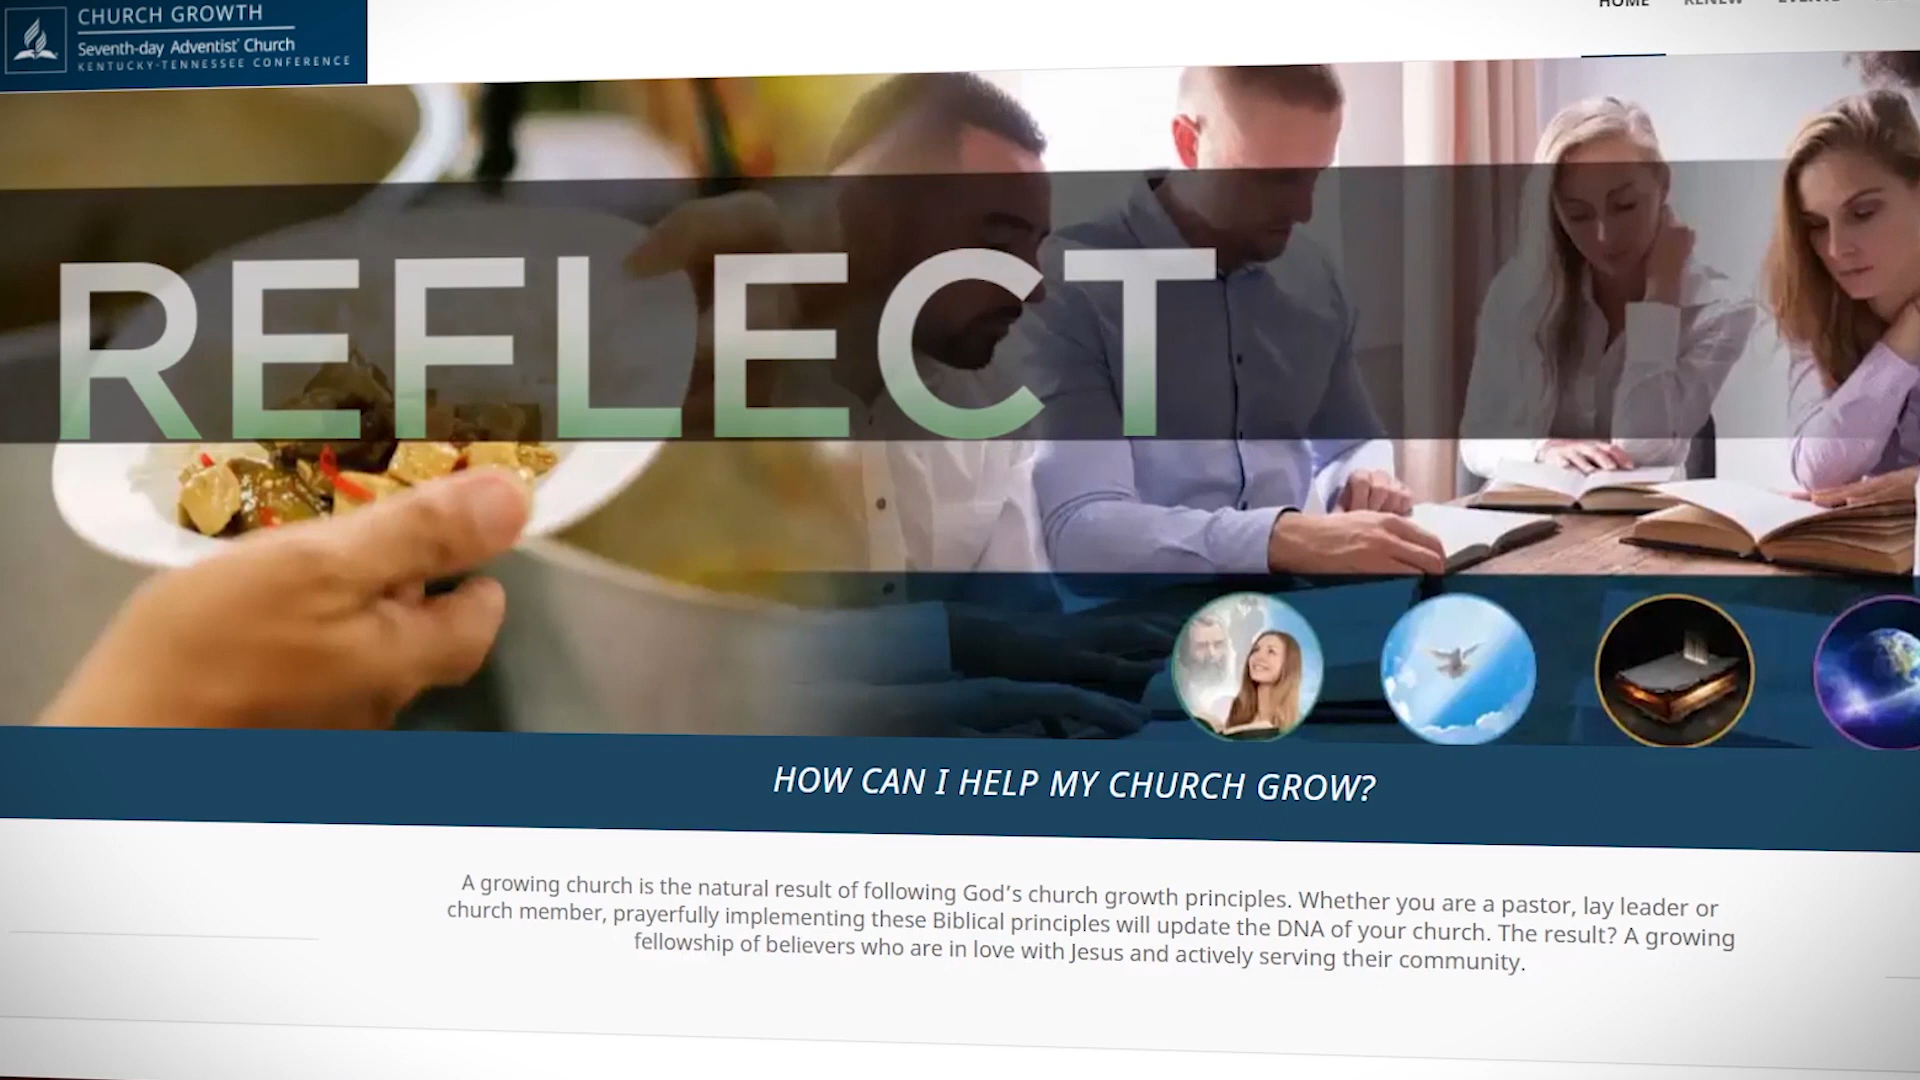 CHURCH GROWTH
Seventh-day Adventist Church
KENTUCKY-TENNESSEE CONFERENCE
HOME RENEW EVENTS
REFLECT
HOW CAN I HELP MY CHURCH GROW?
A growing church is the natural result of following God's church growth principles. Whether you are a pastor, lay leader or
church member, prayerfully implementing these Biblical principles will update the DNA of your church. The result? A growing
fellowship of believers who are in love with Jesus and actively serving their community.